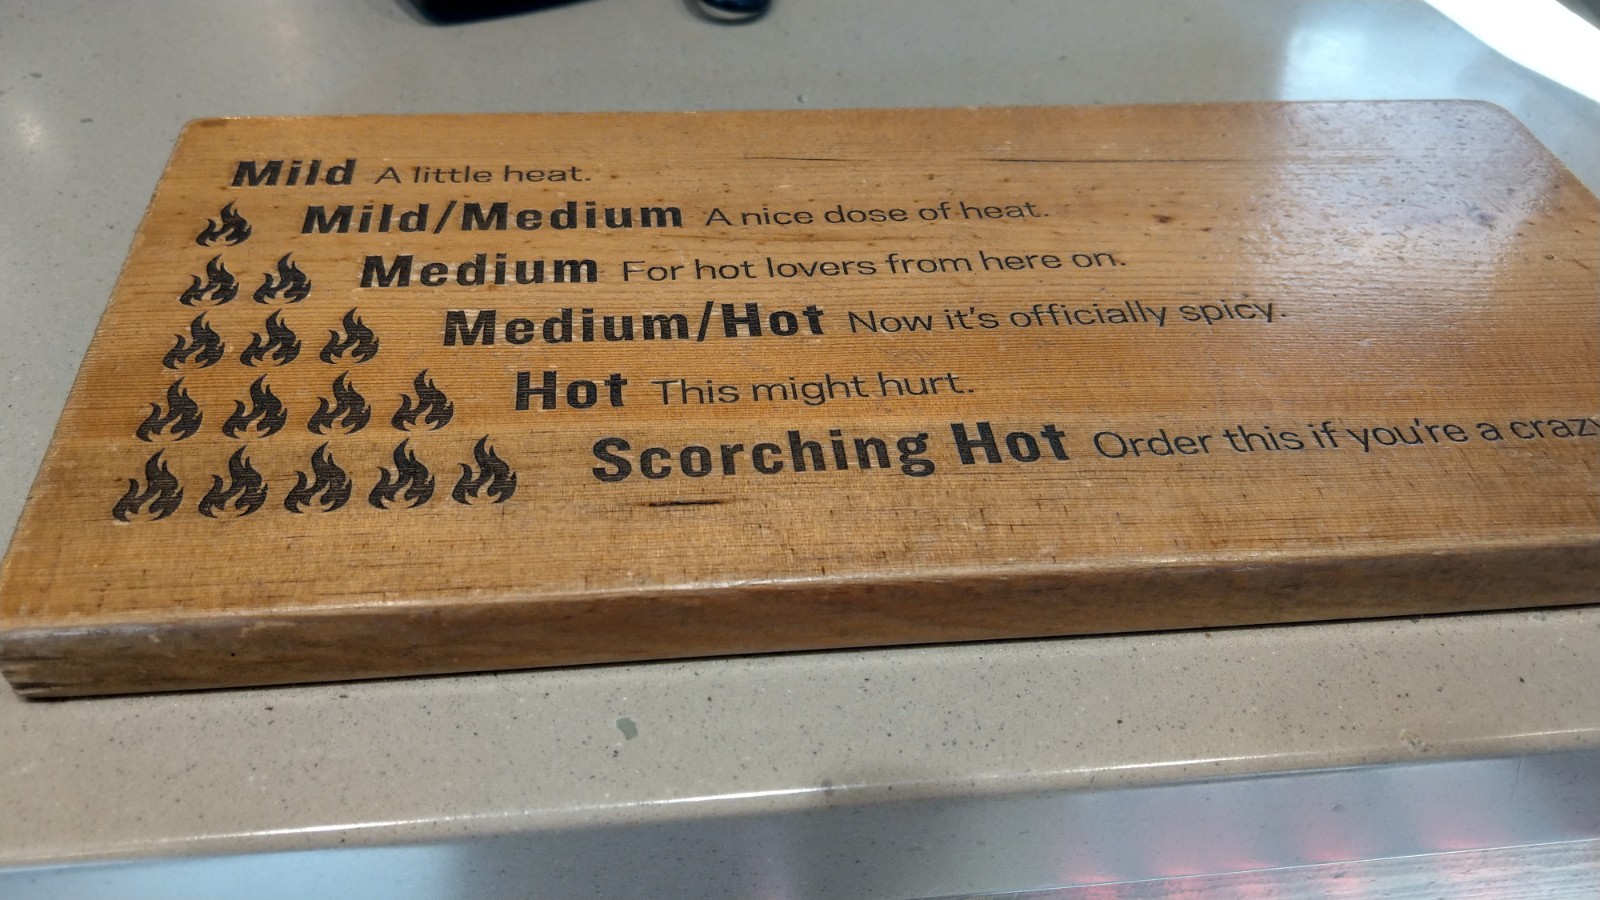 Mild A little heat.
Mild/Medium A nice dose of heat.
Medium For hot lovers from here on.
Medium/Hot Now it's officially spicy.
Hot This might hurt.
Scorching Hot Order this if you're a crazy